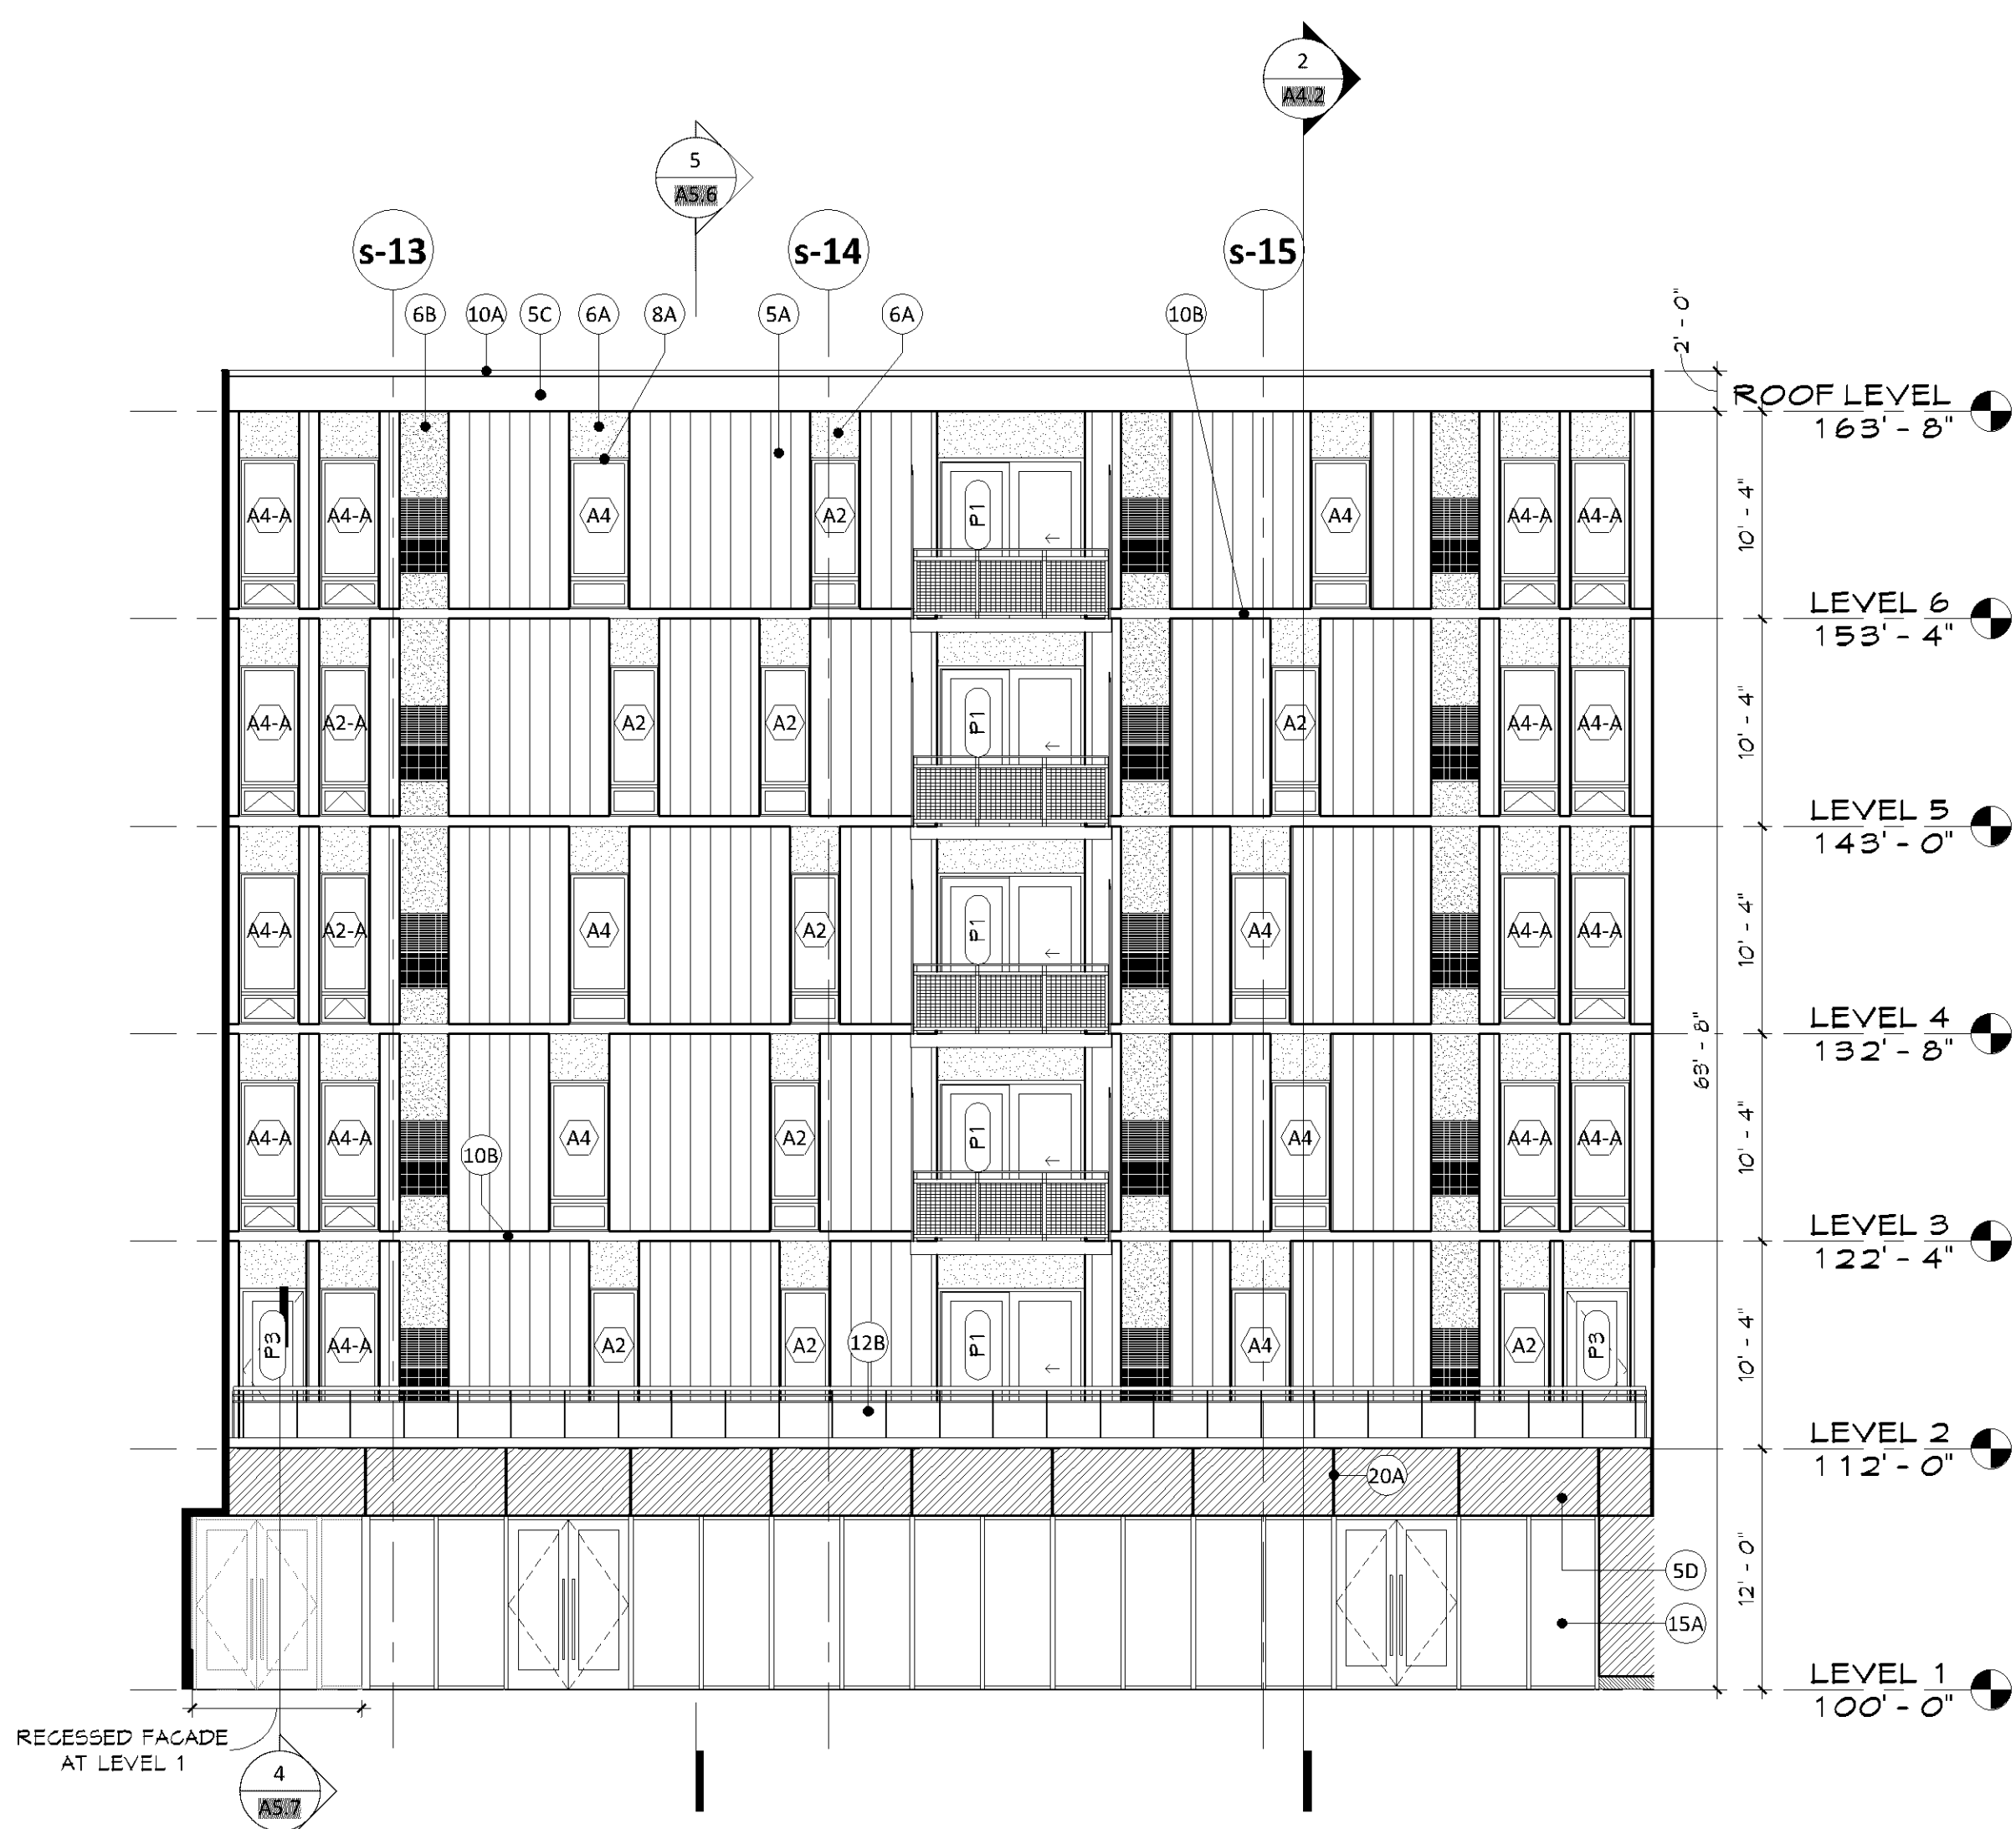 2
A4.2
5
A5.6
s-13
s-14
s-15
6B
10A
5C
6A
8A
5A
6A
10B
2' - 0"
ROOF LEVEL
163' - 8"
A4-A
A4-A
A4
A2
P1
A4
A4-A
A4-A
10' - 4"
LEVEL 6
153' - 4"
A4-A
A2-A
A2
A2
P1
A2
A4-A
A4-A
10' - 4"
LEVEL 5
143' - 0"
A4-A
A2-A
A4
A2
P1
A4
A4-A
A4-A
10' - 4"
LEVEL 4
132' - 8"
63' - 8"
A4-A
A4-A
A4
A2
P1
A4
A4-A
A4-A
10' - 4"
10B
LEVEL 3
122' - 4"
P3
A4-A
A2
A2
12B
P1
A4
A2
P3
10' - 4"
LEVEL 2
112' - 0"
20A
5D
15A
12' - 0"
LEVEL 1
100' - 0"
RECESSED FACADE
AT LEVEL 1
4
A5.7